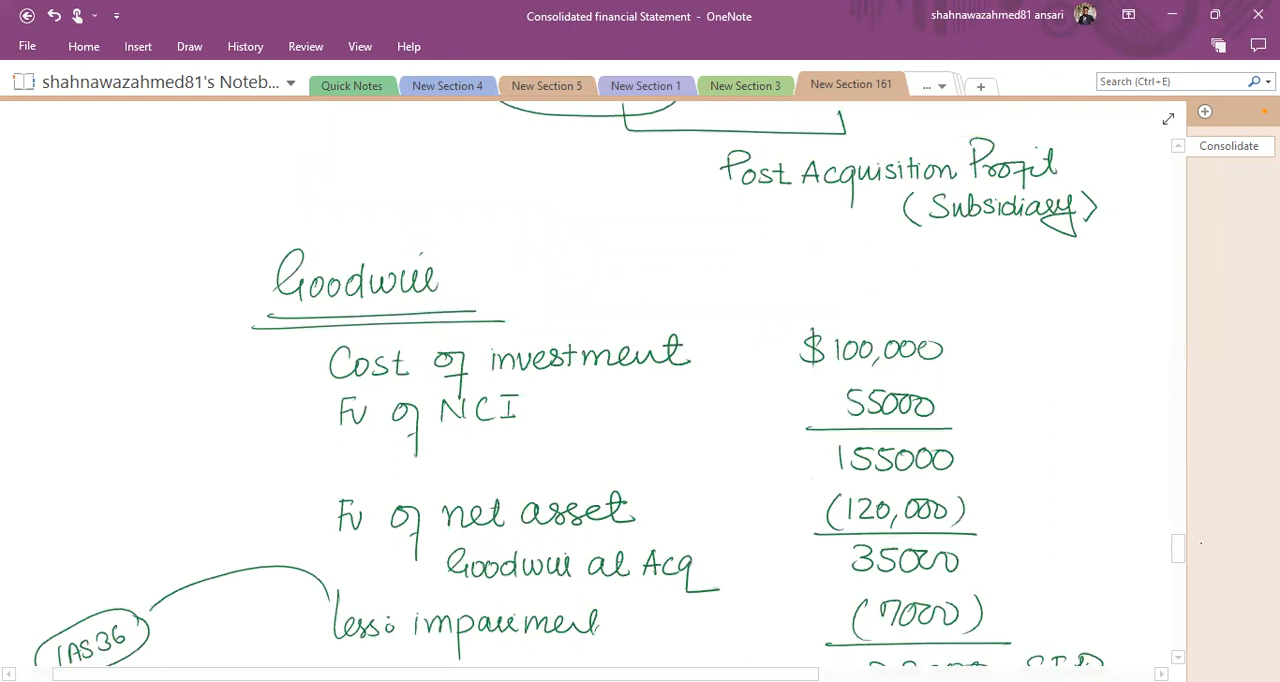 Consolidated financial Statement - OneNote
shahnawazahmed81 ansari
File Home Insert Draw History Review View Help
shahnawazahmed81's Noteb...
Quick Notes New Section 4 New Section 5 New Section 1 New Section 3 New Section 161 ...
Search (Ctrl+E)
Consolidate
Post Acquisition Profit
(Subsidiary)
Goodwill
Cost of investment $100,000
Fv of NCI 55000
155000
Fv of net asset (120,000)
Goodwill at Acq 35000
less: impairment (7000)
IAS36